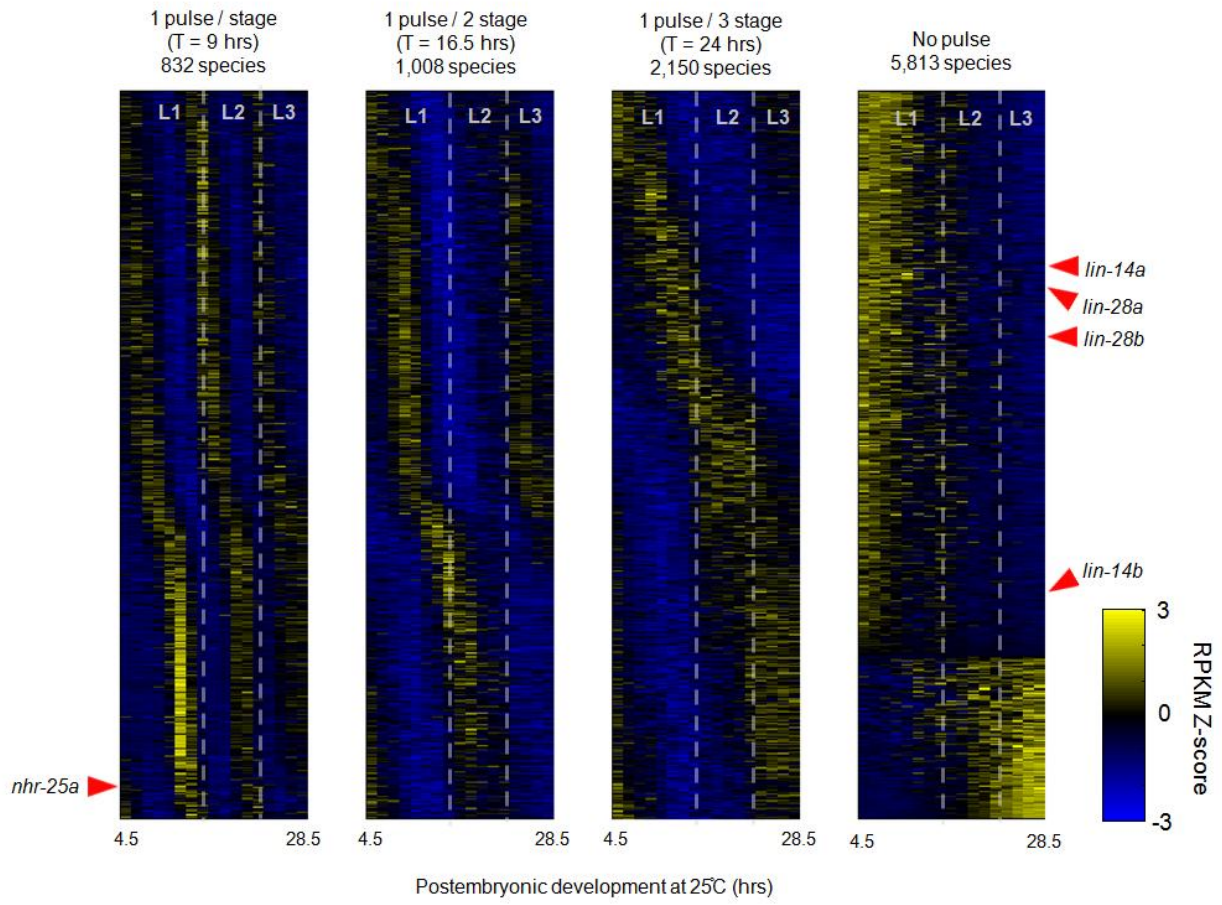 1 pulse / stage
(T = 9 hrs)
832 species
1 pulse / 2 stage
(T = 16.5 hrs)
1,008 species
1 pulse / 3 stage
(T = 24 hrs)
2,150 species
No pulse
5,813 species
L1 L2 L3
L1 L2 L3
L1 L2 L3
L1 L2 L3
lin-14a
lin-28a
lin-28b
lin-14b
nhr-25a
3
0
-3
RPKM Z-score
4.5 28.5
4.5 28.5
4.5 28.5
4.5 28.5
Postembryonic development at 25℃ (hrs)